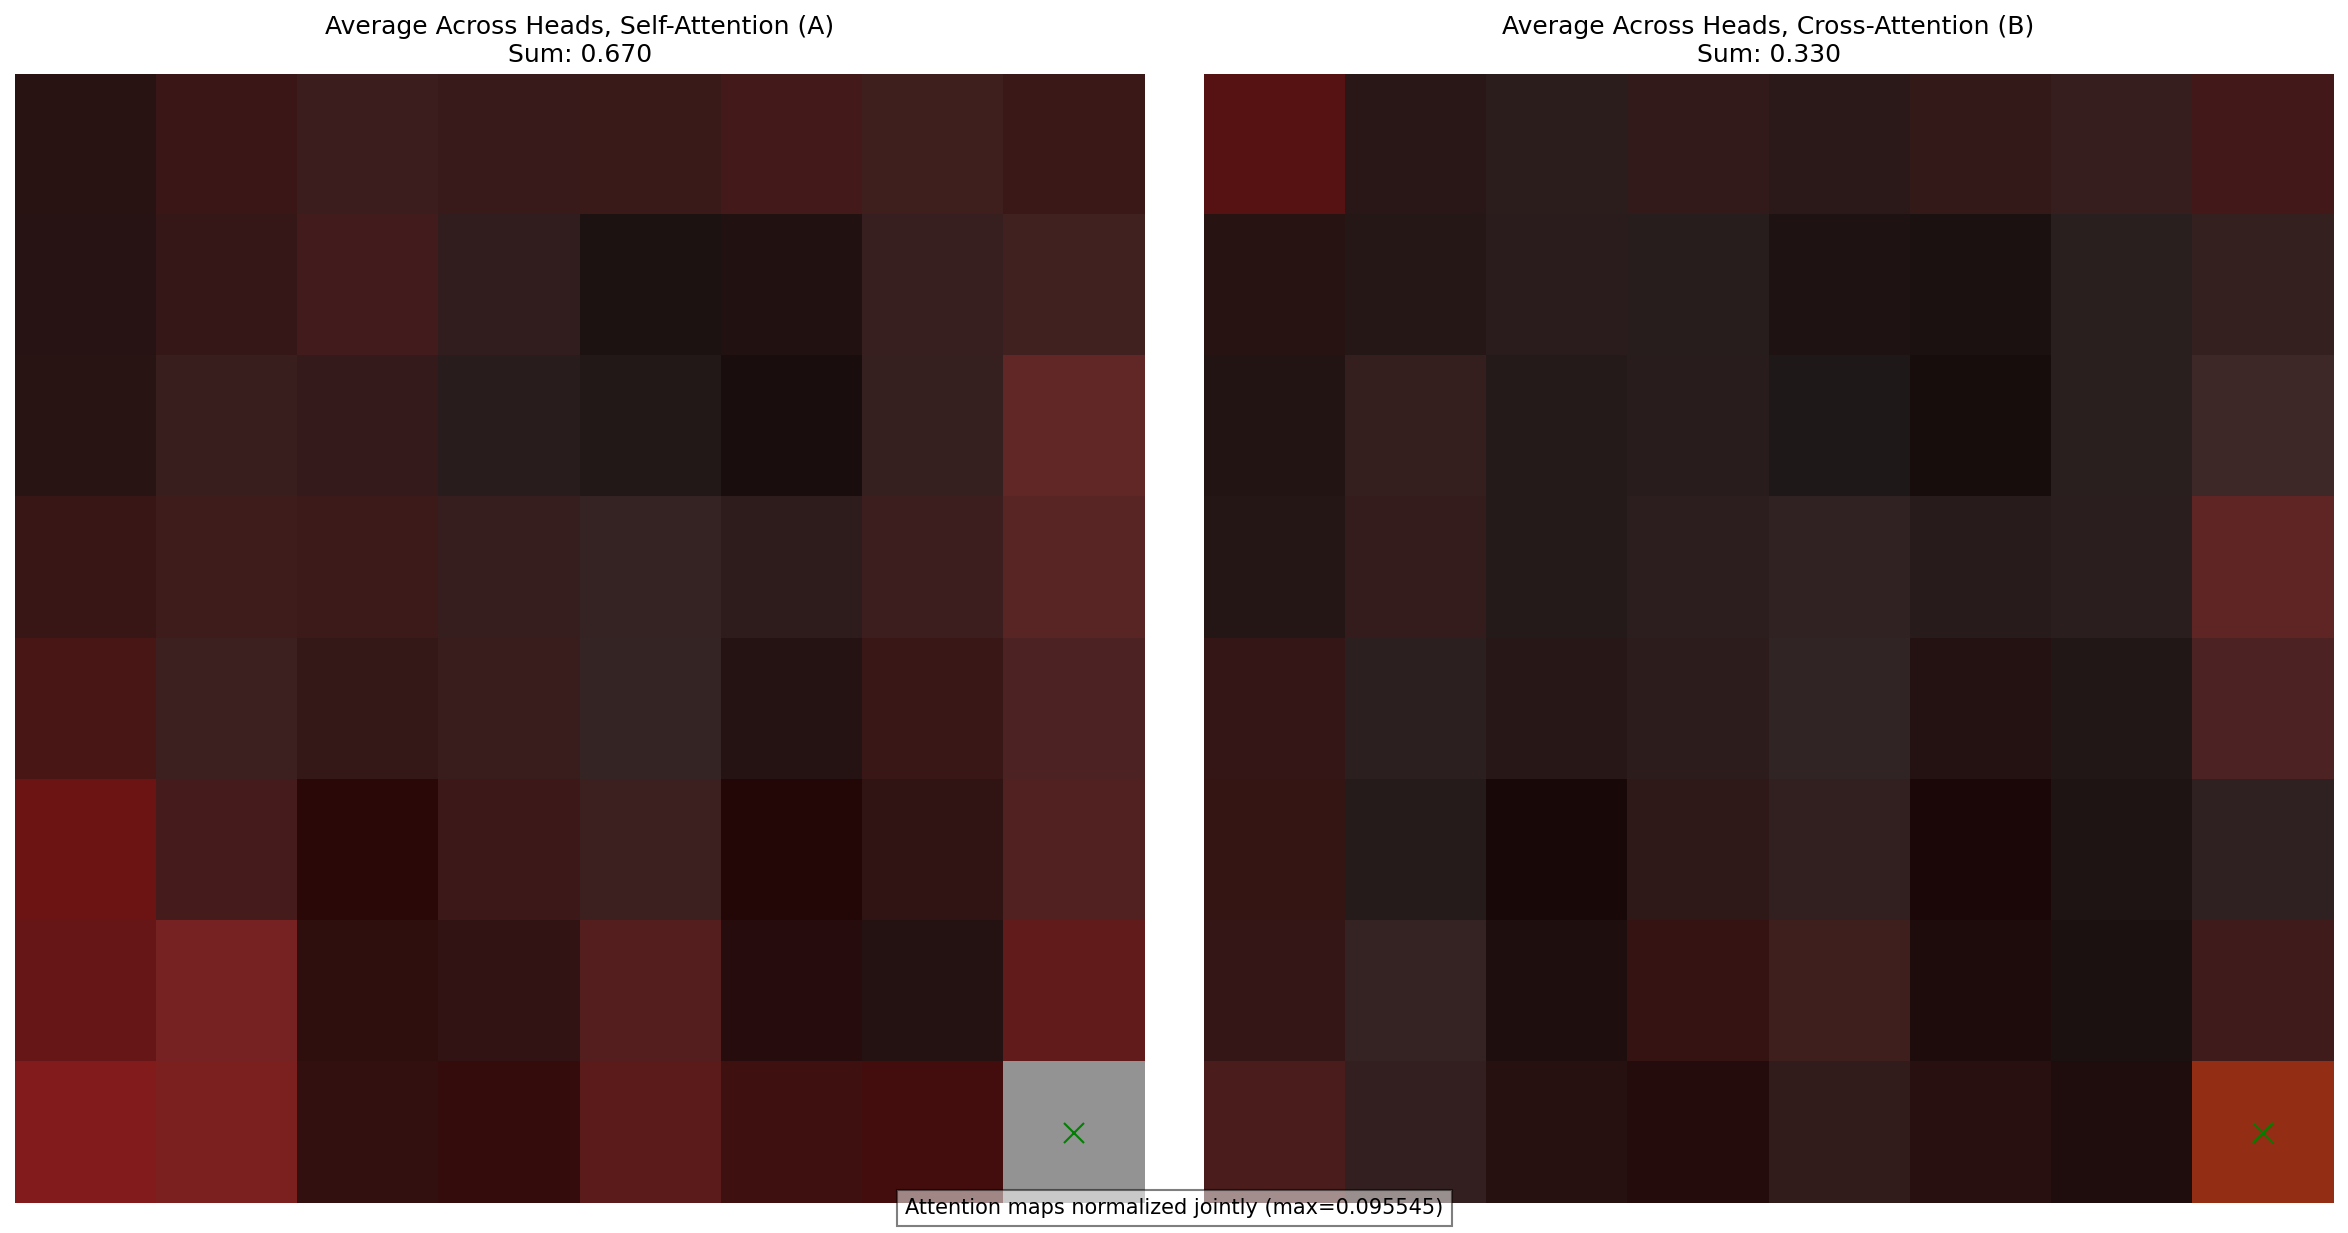 Average Across Heads, Self-Attention (A)
Sum: 0.670
Average Across Heads, Cross-Attention (B)
Sum: 0.330
Attention maps normalized jointly (max=0.095545)